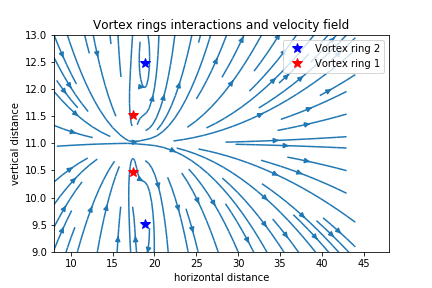 Vortex rings interactions and velocity field
Vortex ring 2
Vortex ring 1
vertical distance
13.0
12.5
12.0
11.5
11.0
10.5
10.0
9.5
9.0
10 15 20 25 30 35 40 45
horizontal distance